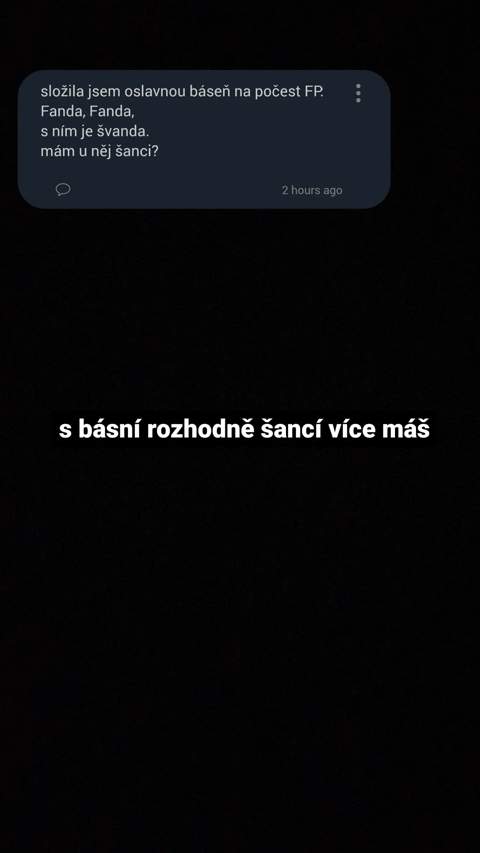 složila jsem oslavnou báseň na počest FP.
Fanda, Fanda,
s ním je švanda.
mám u něj šanci?
2 hours ago
s básní rozhodně šancí více máš